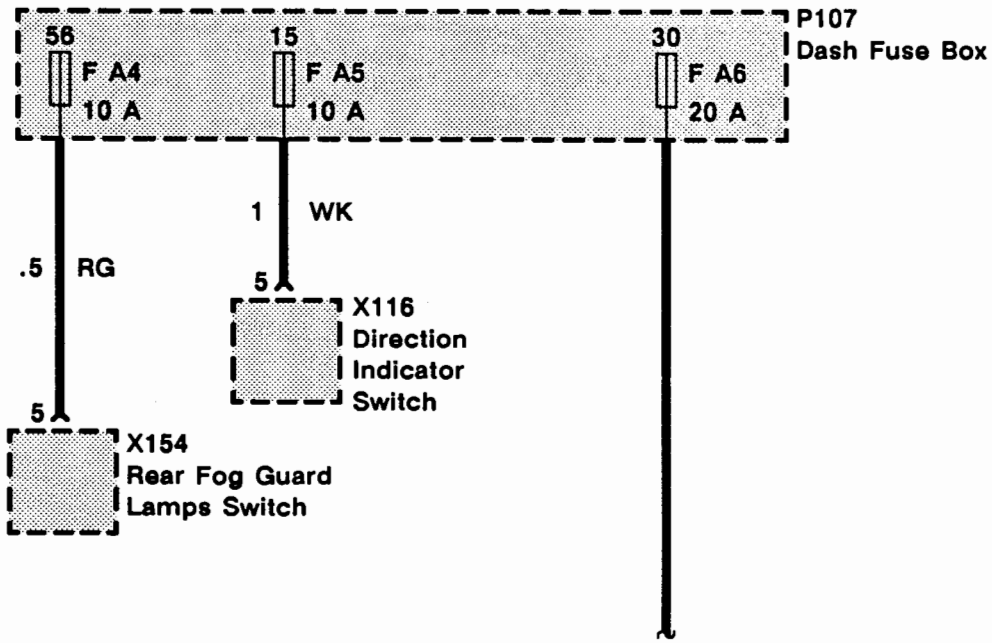 P107
Dash Fuse Box
56
15
30
F A4
F A5
F A6
10 A
10 A
20 A
1 WK
.5 RG
5
X116
Direction
Indicator
Switch
5
X154
Rear Fog Guard
Lamps Switch